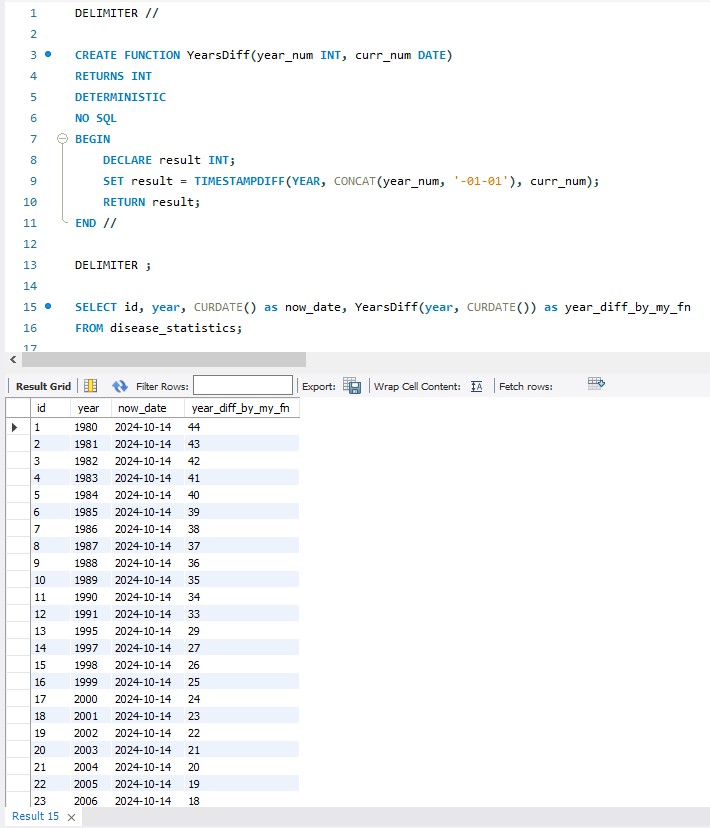 1 DELIMITER //
2
3 CREATE FUNCTION YearsDiff(year_num INT, curr_num DATE)
4 RETURNS INT
5 DETERMINISTIC
6 NO SQL
7 BEGIN
8 DECLARE result INT;
9 SET result = TIMESTAMPDIFF(YEAR, CONCAT(year_num, '-01-01'), curr_num);
10 RETURN result;
11 END //
12
13 DELIMITER ;
14
15 SELECT id, year, CURDATE() as now_date, YearsDiff(year, CURDATE()) as year_diff_by_my_fn
16 FROM disease_statistics;
17
Result Grid Filter Rows: Export: Wrap Cell Content: IA Fetch rows:
id year now_date year_diff_by_my_fn
1 1980 2024-10-14 44
2 1981 2024-10-14 43
3 1982 2024-10-14 42
4 1983 2024-10-14 41
5 1984 2024-10-14 40
6 1985 2024-10-14 39
7 1986 2024-10-14 38
8 1987 2024-10-14 37
9 1988 2024-10-14 36
10 1989 2024-10-14 35
11 1990 2024-10-14 34
12 1991 2024-10-14 33
13 1995 2024-10-14 29
14 1997 2024-10-14 27
15 1998 2024-10-14 26
16 1999 2024-10-14 25
17 2000 2024-10-14 24
18 2001 2024-10-14 23
19 2002 2024-10-14 22
20 2003 2024-10-14 21
21 2004 2024-10-14 20
22 2005 2024-10-14 19
23 2006 2024-10-14 18
Result 15